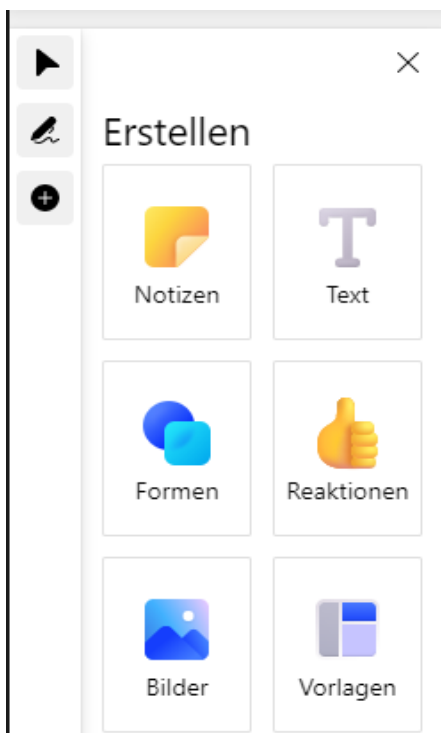 Erstellen
Notizen
Text
Formen
Reaktionen
Bilder
Vorlagen